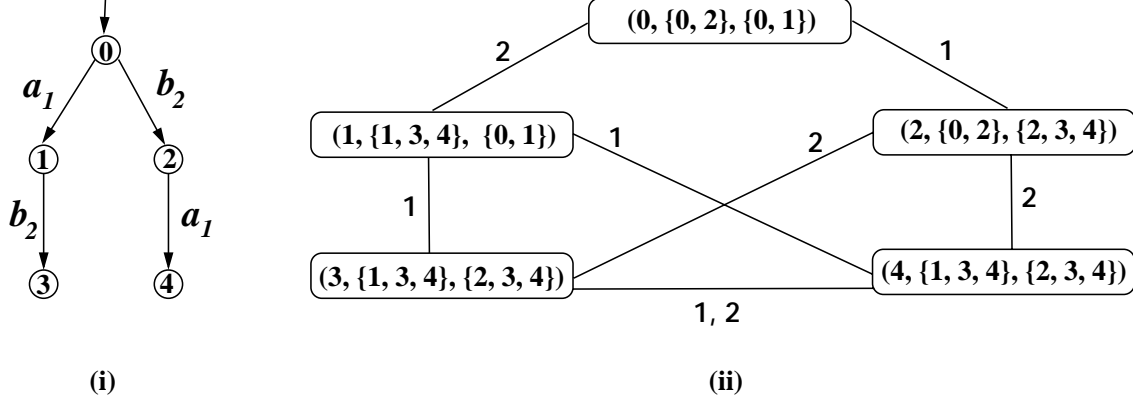 (0, {0, 2}, {0, 1})
0
2
1
a1
b2
(1, {1, 3, 4}, {0, 1})
1
2
(2, {0, 2}, {2, 3, 4})
1
2
1
2
b2
a1
3
4
(3, {1, 3, 4}, {2, 3, 4})
(4, {1, 3, 4}, {2, 3, 4})
1, 2
(i)
(ii)